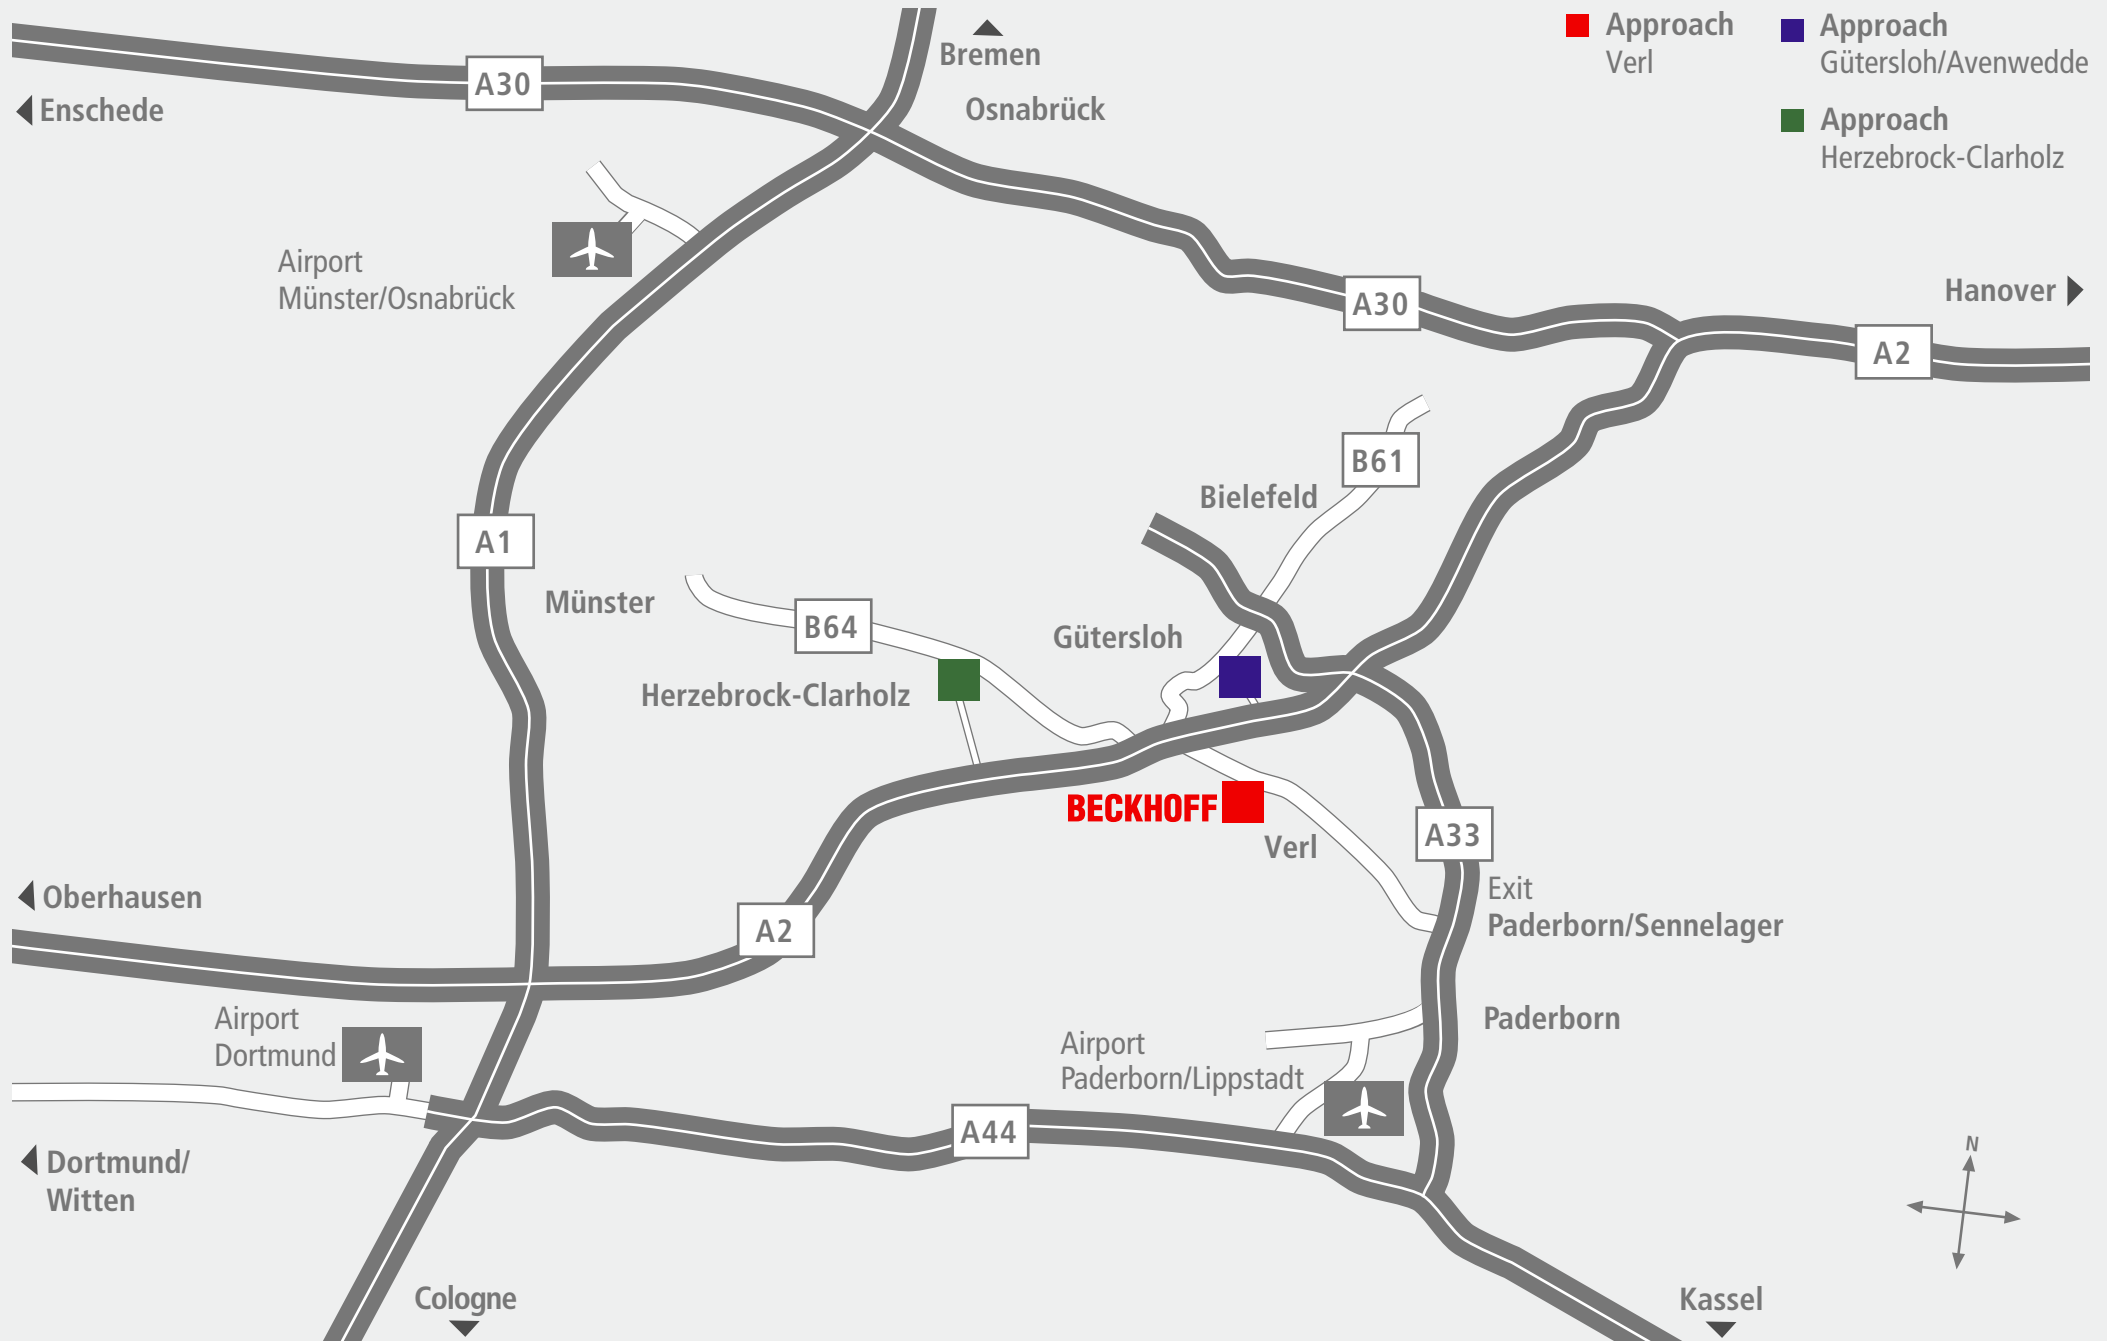 Approach
Verl
Approach
Gütersloh/Avenwedde
Approach
Herzebrock-Clarholz
Bremen
Osnabrück
A30
Enschede
Airport
Münster/Osnabrück
Hanover
A30
A2
B61
Bielefeld
A1
Münster
B64
Gütersloh
Herzebrock-Clarholz
BECKHOFF
Verl
A33
Exit
Paderborn/Sennelager
Oberhausen
A2
Airport
Dortmund
Paderborn
Airport
Paderborn/Lippstadt
A44
Dortmund/
Witten
N
Cologne
Kassel